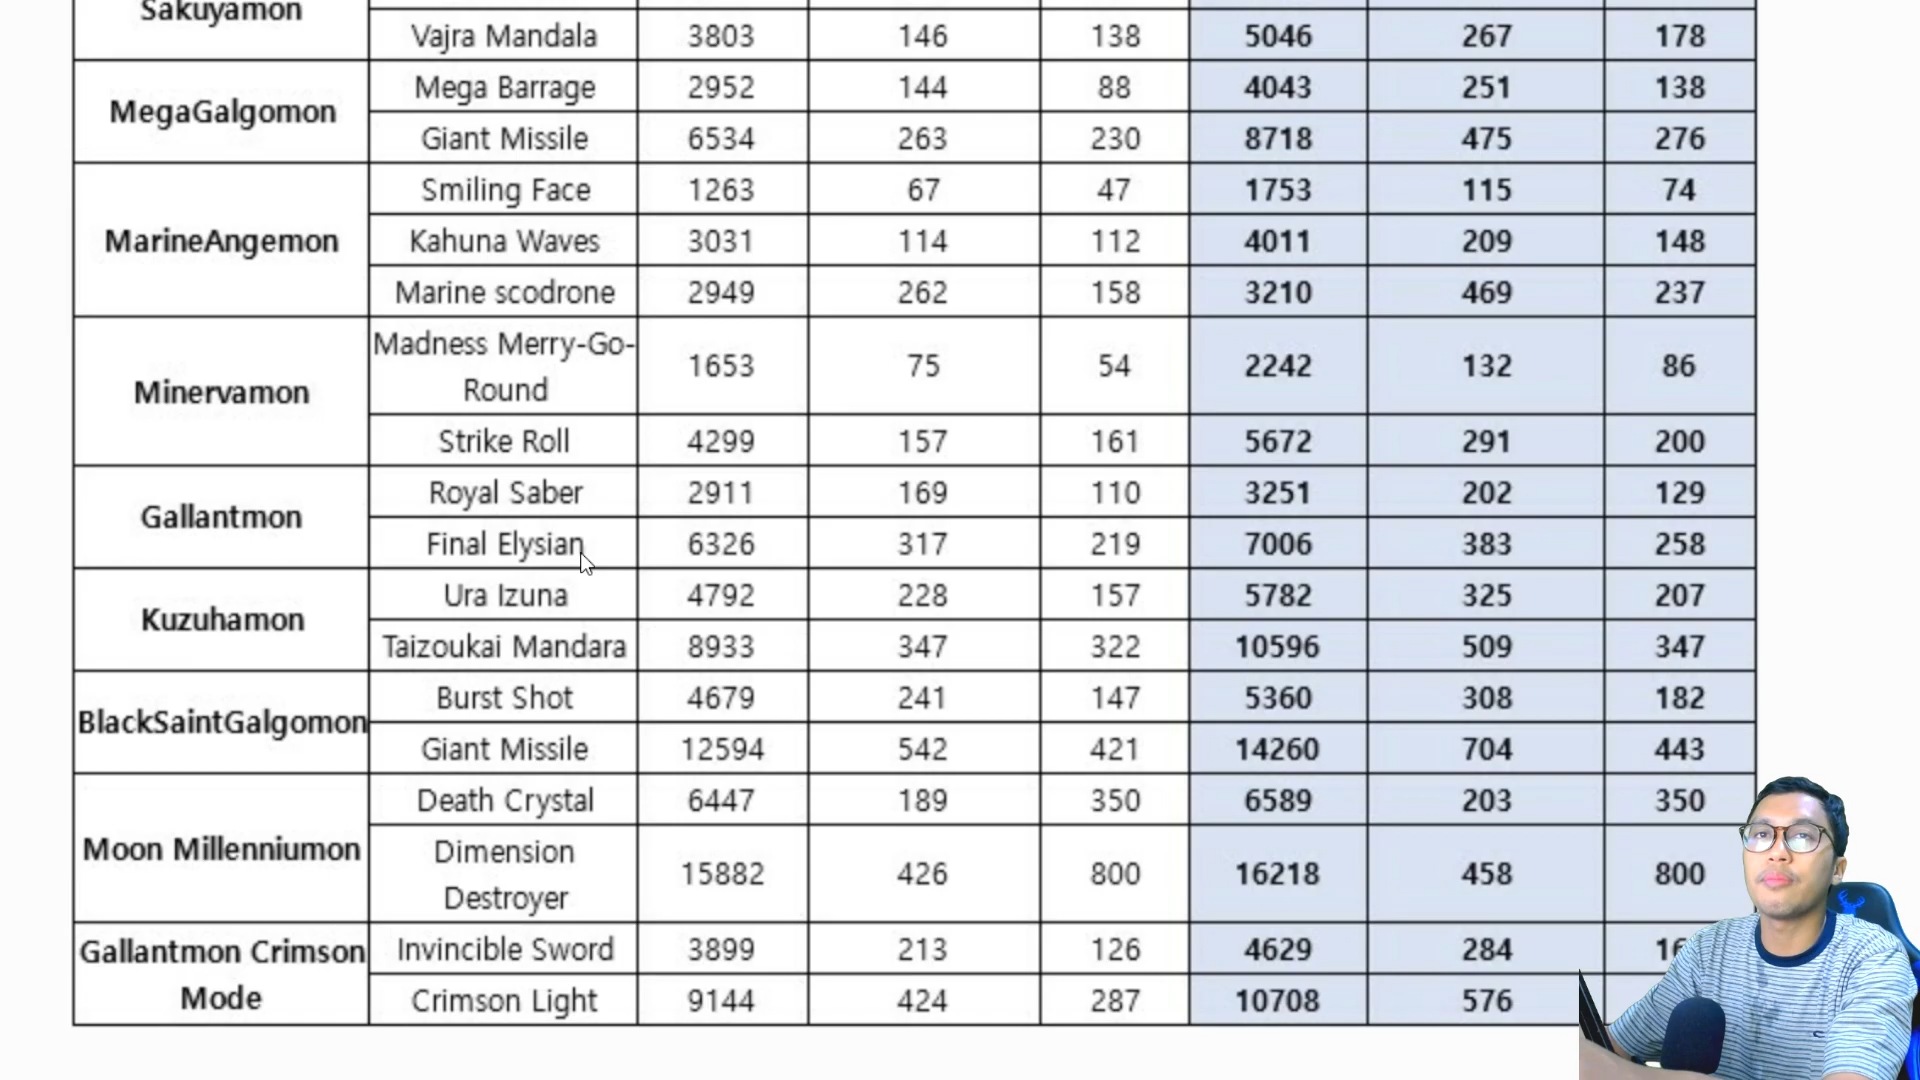 Sakuyamon
Vajra Mandala 3803 146 138 5046 267 178
MegaGalgomon
Mega Barrage 2952 144 88 4043 251 138
Giant Missile 6534 263 230 8718 475 276
MarineAngemon
Smiling Face 1263 67 47 1753 115 74
Kahuna Waves 3031 114 112 4011 209 148
Marine scodrone 2949 262 158 3210 469 237
Minervamon
Madness Merry-Go-
Round 1653 75 54 2242 132 86
Strike Roll 4299 157 161 5672 291 200
Gallantmon
Royal Saber 2911 169 110 3251 202 129
Final Elysian 6326 317 219 7006 383 258
Kuzuhamon
Ura Izuna 4792 228 157 5782 325 207
Taizoukai Mandara 8933 347 322 10596 509 347
BlackSaintGalgomon
Burst Shot 4679 241 147 5360 308 182
Giant Missile 12594 542 421 14260 704 443
Moon Millenniumon
Death Crystal 6447 189 350 6589 203 350
Dimension
Destroyer 15882 426 800 16218 458 800
Gallantmon Crimson
Mode
Invincible Sword 3899 213 126 4629 284
Crimson Light 9144 424 287 10708 576